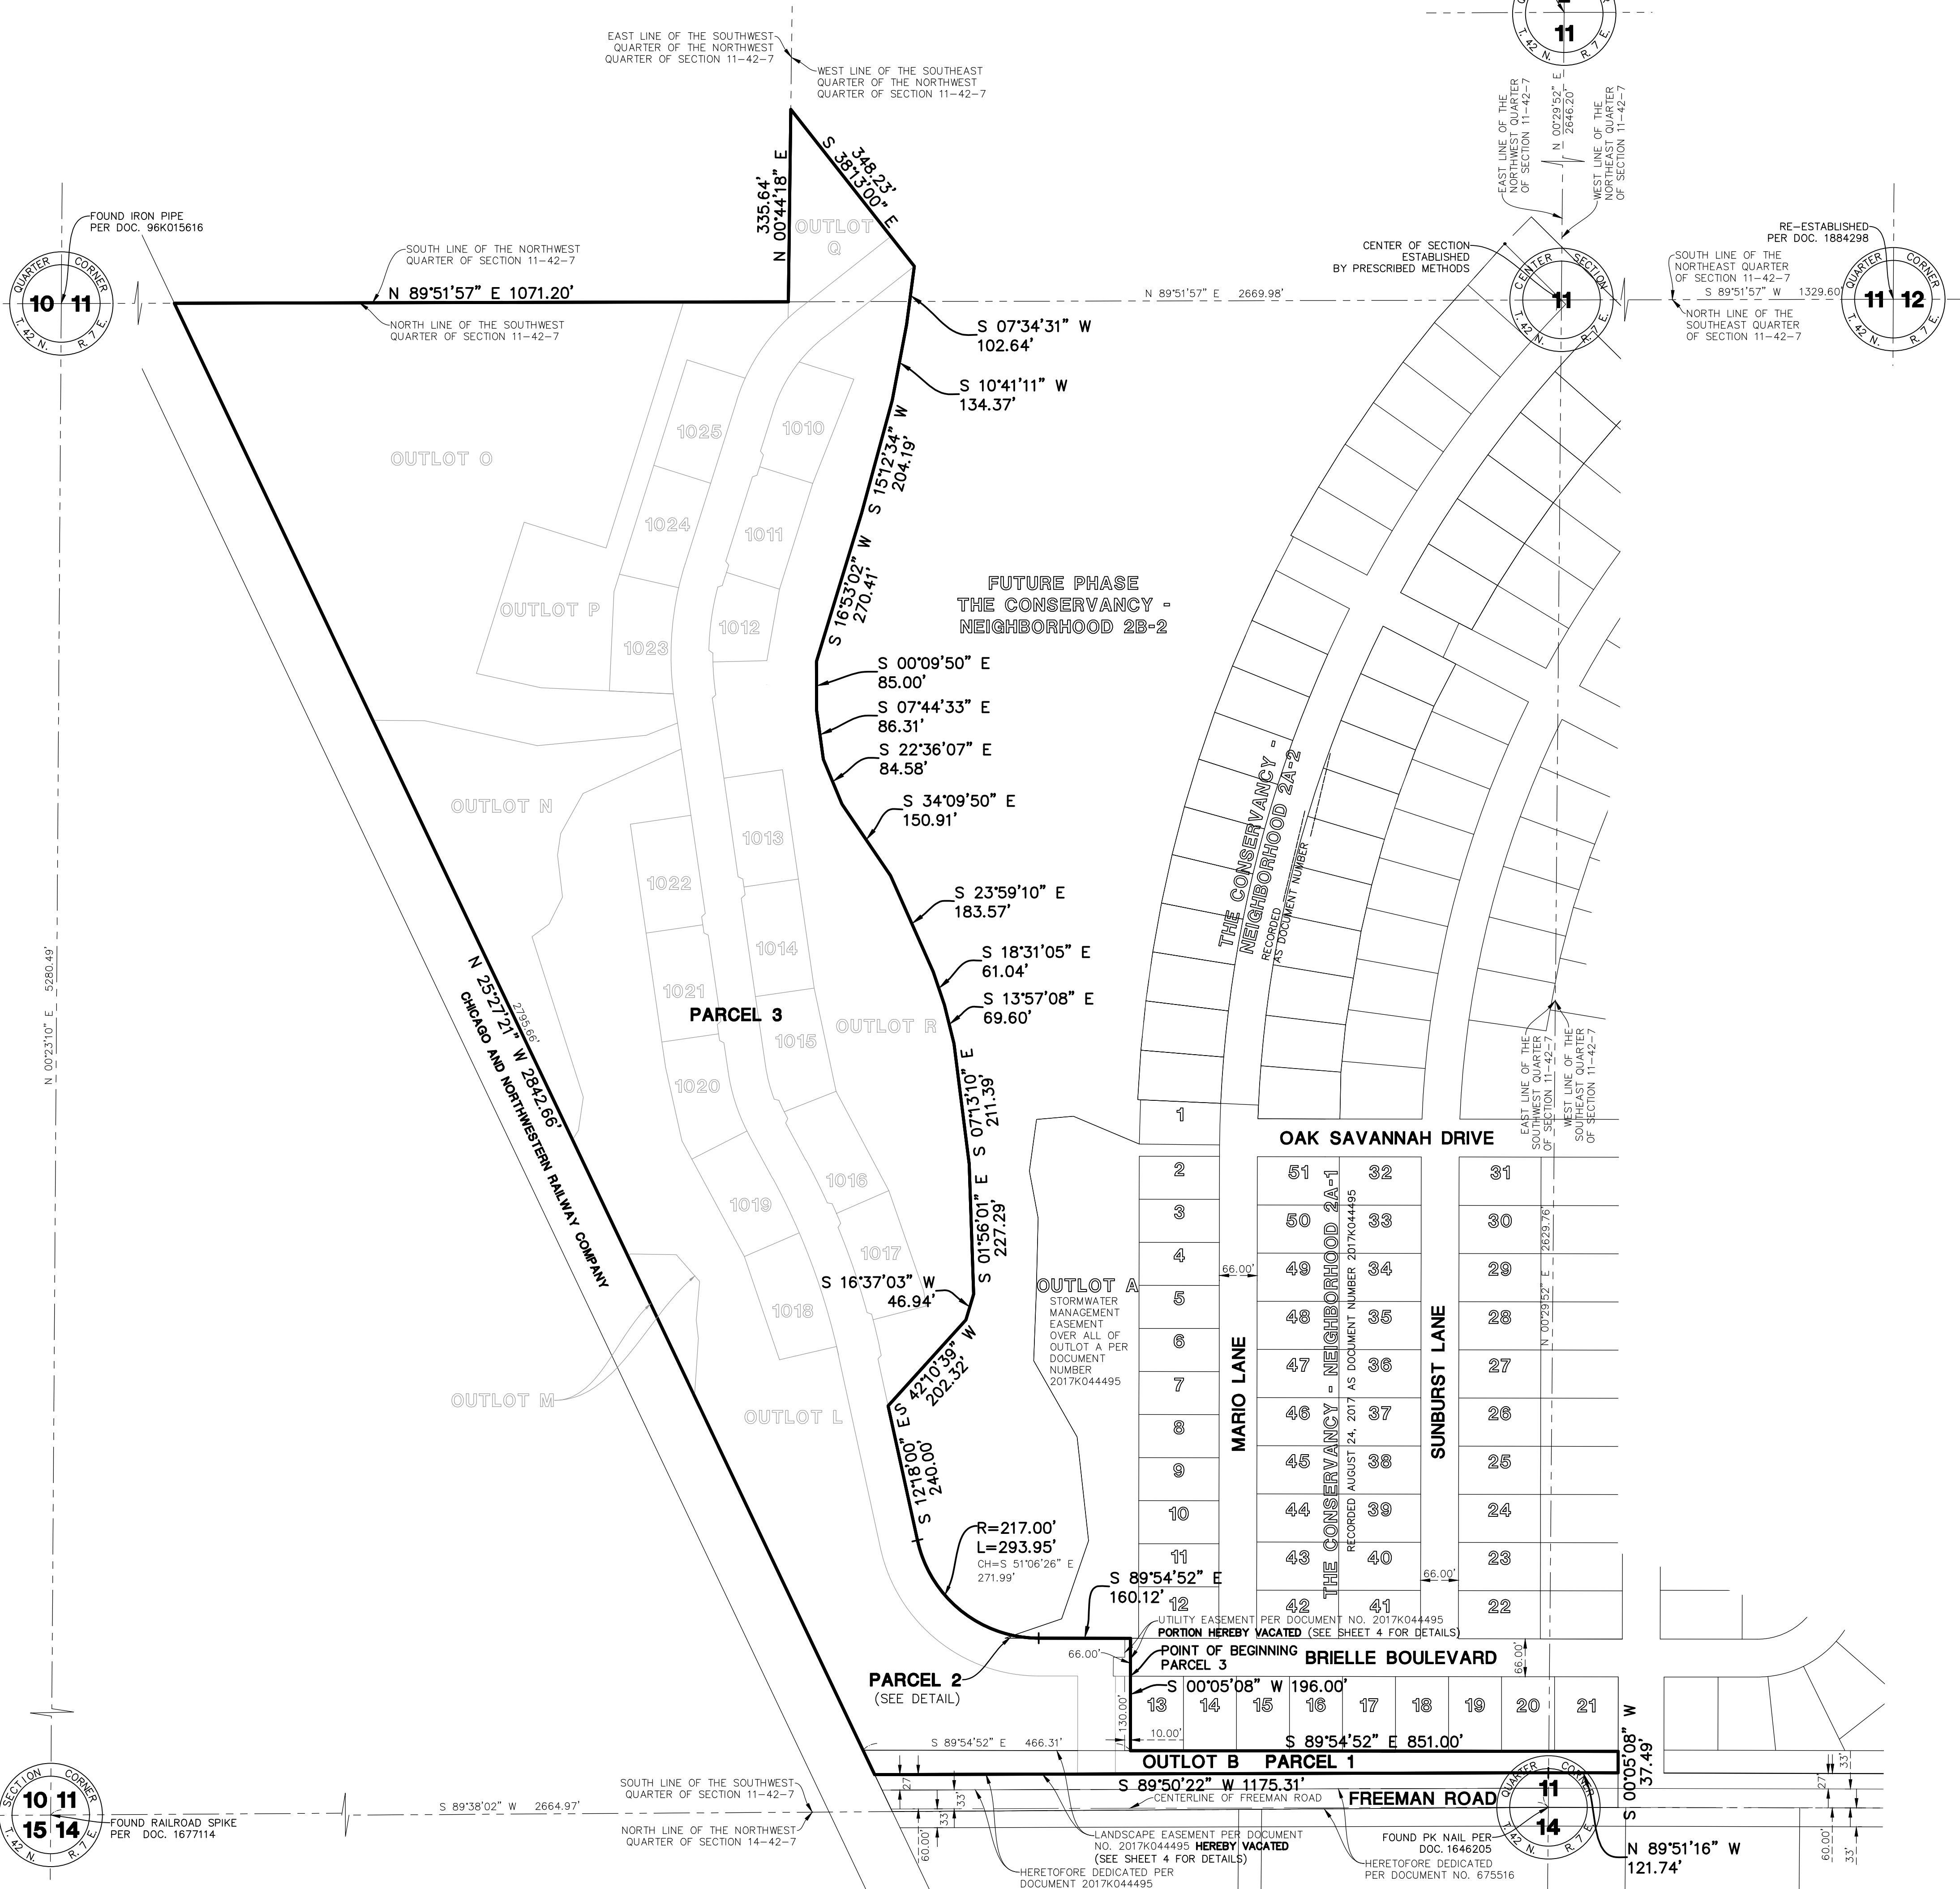 EAST LINE OF THE SOUTHWEST
QUARTER OF THE NORTHWEST
QUARTER OF SECTION 11-42-7
WEST LINE OF THE SOUTHEAST
QUARTER OF THE NORTHWEST
QUARTER OF SECTION 11-42-7
11
T. 42 N. R. 7 E.
EAST LINE OF THE
NORTHWEST QUARTER
OF SECTION 11-42-7
N 00°29'52" E
2646.20'
WEST LINE OF THE
NORTHEAST QUARTER
OF SECTION 11-42-7
FOUND IRON PIPE
PER DOC. 96K015616
QUARTER CORNER
10 11
T. 42 N. R. 7 E.
SOUTH LINE OF THE NORTHWEST
QUARTER OF SECTION 11-42-7
N 89°51'57" E 1071.20'
NORTH LINE OF THE SOUTHWEST
QUARTER OF SECTION 11-42-7
335.64'
N 00°44'18" E
348.23'
S 38°13'00" E
OUTLOT
Q
N 89°51'57" E 2669.98'
CENTER OF SECTION
ESTABLISHED
BY PRESCRIBED METHODS
CENTER SECTION
11
T. 42 N. R. 7 E.
SOUTH LINE OF THE
NORTHEAST QUARTER
OF SECTION 11-42-7
S 89°51'57" W 1329.60'
NORTH LINE OF THE
SOUTHEAST QUARTER
OF SECTION 11-42-7
RE-ESTABLISHED
PER DOC. 1884298
QUARTER CORNER
11 12
T. 42 N. R. 7 E.
S 07°34'31" W
102.64'
S 10°41'11" W
134.37'
S 15°12'34" W
204.19'
S 16°53'02" W
270.41'
OUTLOT O
1025
1010
1024
1011
OUTLOT P
1023
1012
FUTURE PHASE
THE CONSERVANCY -
NEIGHBORHOOD 2B-2
S 00°09'50" E
85.00'
S 07°44'33" E
86.31'
S 22°36'07" E
84.58'
S 34°09'50" E
150.91'
S 23°59'10" E
183.57'
S 18°31'05" E
61.04'
S 13°57'08" E
69.60'
S 07°13'10" E
211.39'
S 01°56'01" E
227.29'
S 16°37'03" W
46.94'
S 42°10'39" W
202.32'
S 12°18'00" E
240.00'
OUTLOT N
1013
1022
1014
1021
PARCEL 3
1015
OUTLOT R
1020
1016
1019
1017
1018
OUTLOT M
OUTLOT L
N 00°23'10" E 5280.49'
2795.66'
N 25°27'21" W 2842.66'
CHICAGO AND NORTHWESTERN RAILWAY COMPANY
THE CONSERVANCY -
NEIGHBORHOOD 2A-2
RECORDED
AS DOCUMENT NUMBER
EAST LINE OF THE
SOUTHWEST QUARTER
OF SECTION 11-42-7
WEST LINE OF THE
SOUTHEAST QUARTER
OF SECTION 11-42-7
OAK SAVANNAH DRIVE
1
2
3
4
5
6
7
8
9
10
11
12
51
50
49
48
47
46
45
44
43
42
32
33
34
35
36
37
38
39
40
41
31
30
29
28
27
26
25
24
23
22
66.00'
MARIO LANE
THE CONSERVANCY - NEIGHBORHOOD 2A-1
RECORDED AUGUST 24, 2017 AS DOCUMENT NUMBER 2017K044495
SUNBURST LANE
66.00'
N 00°29'52" E 2629.76'
OUTLOT A
STORMWATER
MANAGEMENT
EASEMENT
OVER ALL OF
OUTLOT A PER
DOCUMENT
NUMBER
2017K044495
R=217.00'
L=293.95'
CH=S 51°06'26" E
271.99'
S 89°54'52" E
160.12'
UTILITY EASEMENT PER DOCUMENT NO. 2017K044495
PORTION HEREBY VACATED (SEE SHEET 4 FOR DETAILS)
66.00'
POINT OF BEGINNING
PARCEL 3
BRIELLE BOULEVARD
66.00'
PARCEL 2
(SEE DETAIL)
S 00°05'08" W 196.00'
130.00'
13
14
15
16
17
18
19
20
21
10.00'
S 89°54'52" E 466.31'
S 89°54'52" E 851.00'
OUTLOT B PARCEL 1
S 00°05'08" W
37.49'
S 89°50'22" W 1175.31'
CENTERLINE OF FREEMAN ROAD
FREEMAN ROAD
27'
33'
33'
60.00'
33'
27'
60.00'
33'
SOUTH LINE OF THE SOUTHWEST
QUARTER OF SECTION 11-42-7
S 89°38'02" W 2664.97'
NORTH LINE OF THE NORTHWEST
QUARTER OF SECTION 14-42-7
SECTION CORNER
10 11
15 14
T. 42 N. R. 7 E.
FOUND RAILROAD SPIKE
PER DOC. 1677114
LANDSCAPE EASEMENT PER DOCUMENT
NO. 2017K044495 HEREBY VACATED
(SEE SHEET 4 FOR DETAILS)
HERETOFORE DEDICATED PER
DOCUMENT 2017K044495
FOUND PK NAIL PER
DOC. 1646205
HERETOFORE DEDICATED
PER DOCUMENT NO. 675516
QUARTER CORNER
11
14
T. 42 N. R. 7 E.
N 89°51'16" W
121.74'